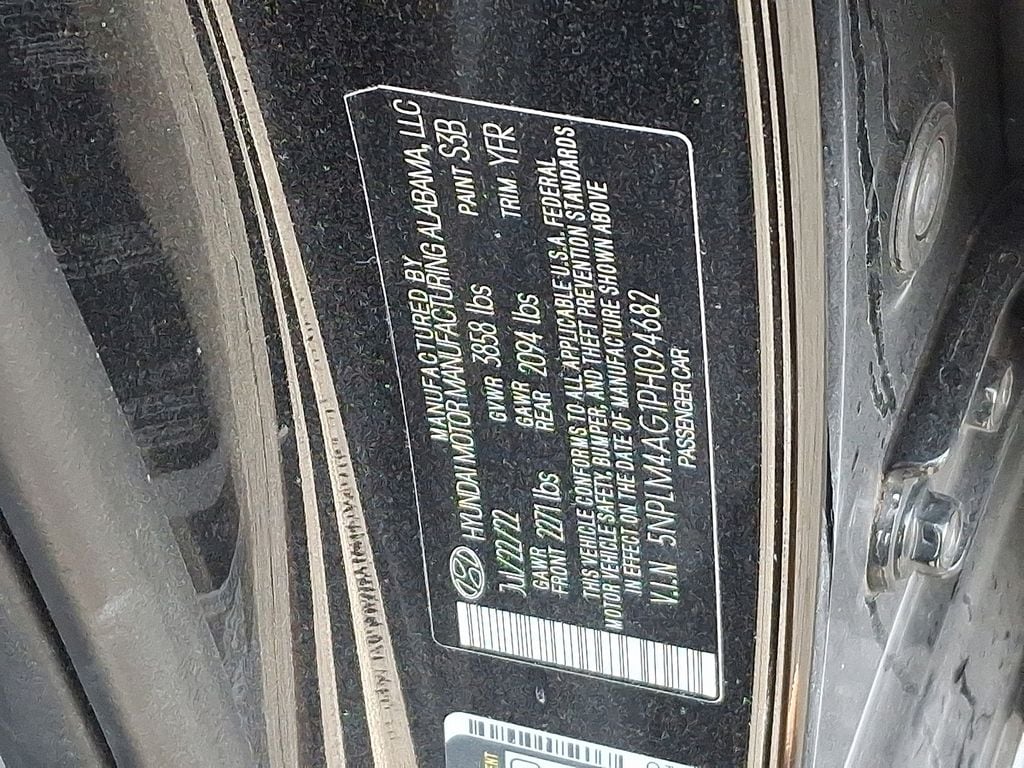 MANUFACTURED BY
HYUNDAI MOTOR MANUFACTURING ALABAMA, LLC
JUL/22/22 GVWR 3858 lbs PAINT S3B
GAWR FRONT 2271 lbs GAWR REAR 2094 lbs TRIM YFR
THIS VEHICLE CONFORMS TO ALL APPLICABLE U.S.A. FEDERAL
MOTOR VEHICLE SAFETY, BUMPER, AND THEFT PREVENTION STANDARDS
IN EFFECT ON THE DATE OF MANUFACTURE SHOWN ABOVE
V.I.N 5NPLM4AG1PH094682
PASSENGER CAR